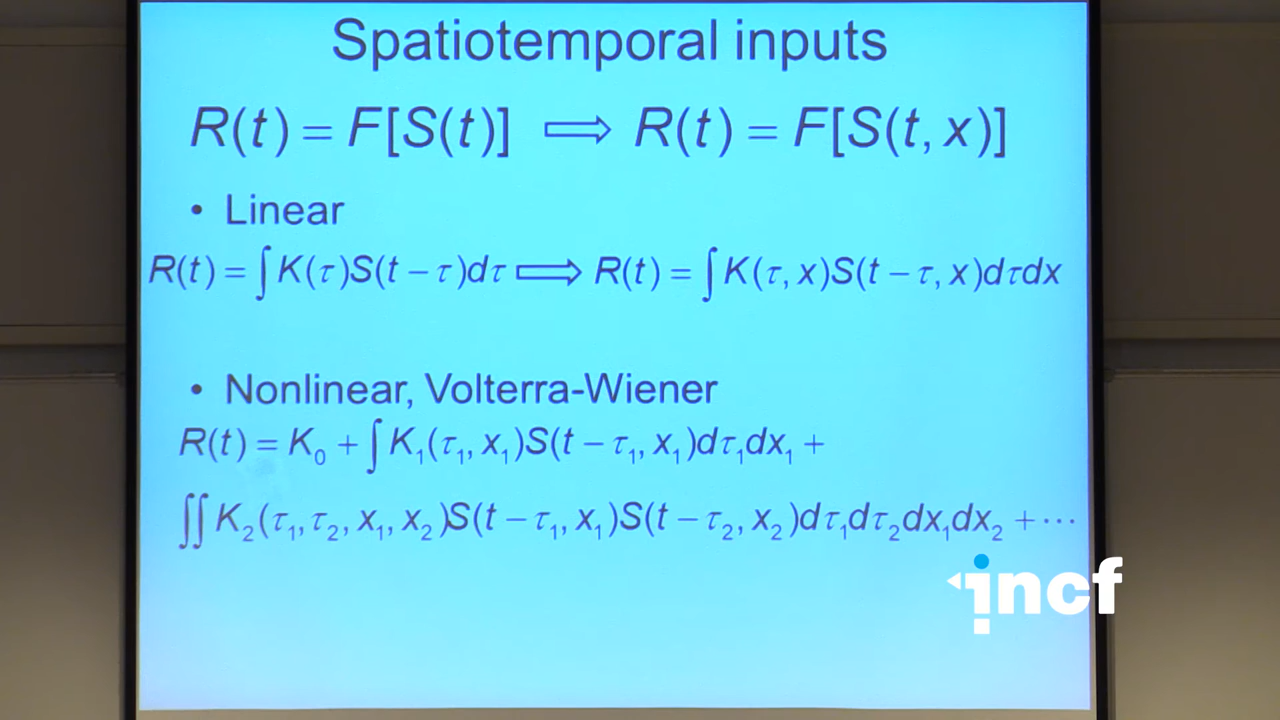 Spatiotemporal inputs
R(t) = F[S(t)] ⟹ R(t) = F[S(t, x)]
• Linear
R(t) = ∫K(τ)S(t − τ)dτ ⟹ R(t) = ∫K(τ, x)S(t − τ, x)dτdx
• Nonlinear, Volterra-Wiener
R(t) = K₀ + ∫K₁(τ₁, x₁)S(t − τ₁, x₁)dτ₁dx₁ +
∬K₂(τ₁, τ₂, x₁, x₂)S(t − τ₁, x₁)S(t − τ₂, x₂)dτ₁dτ₂dx₁dx₂ + ⋯
incf